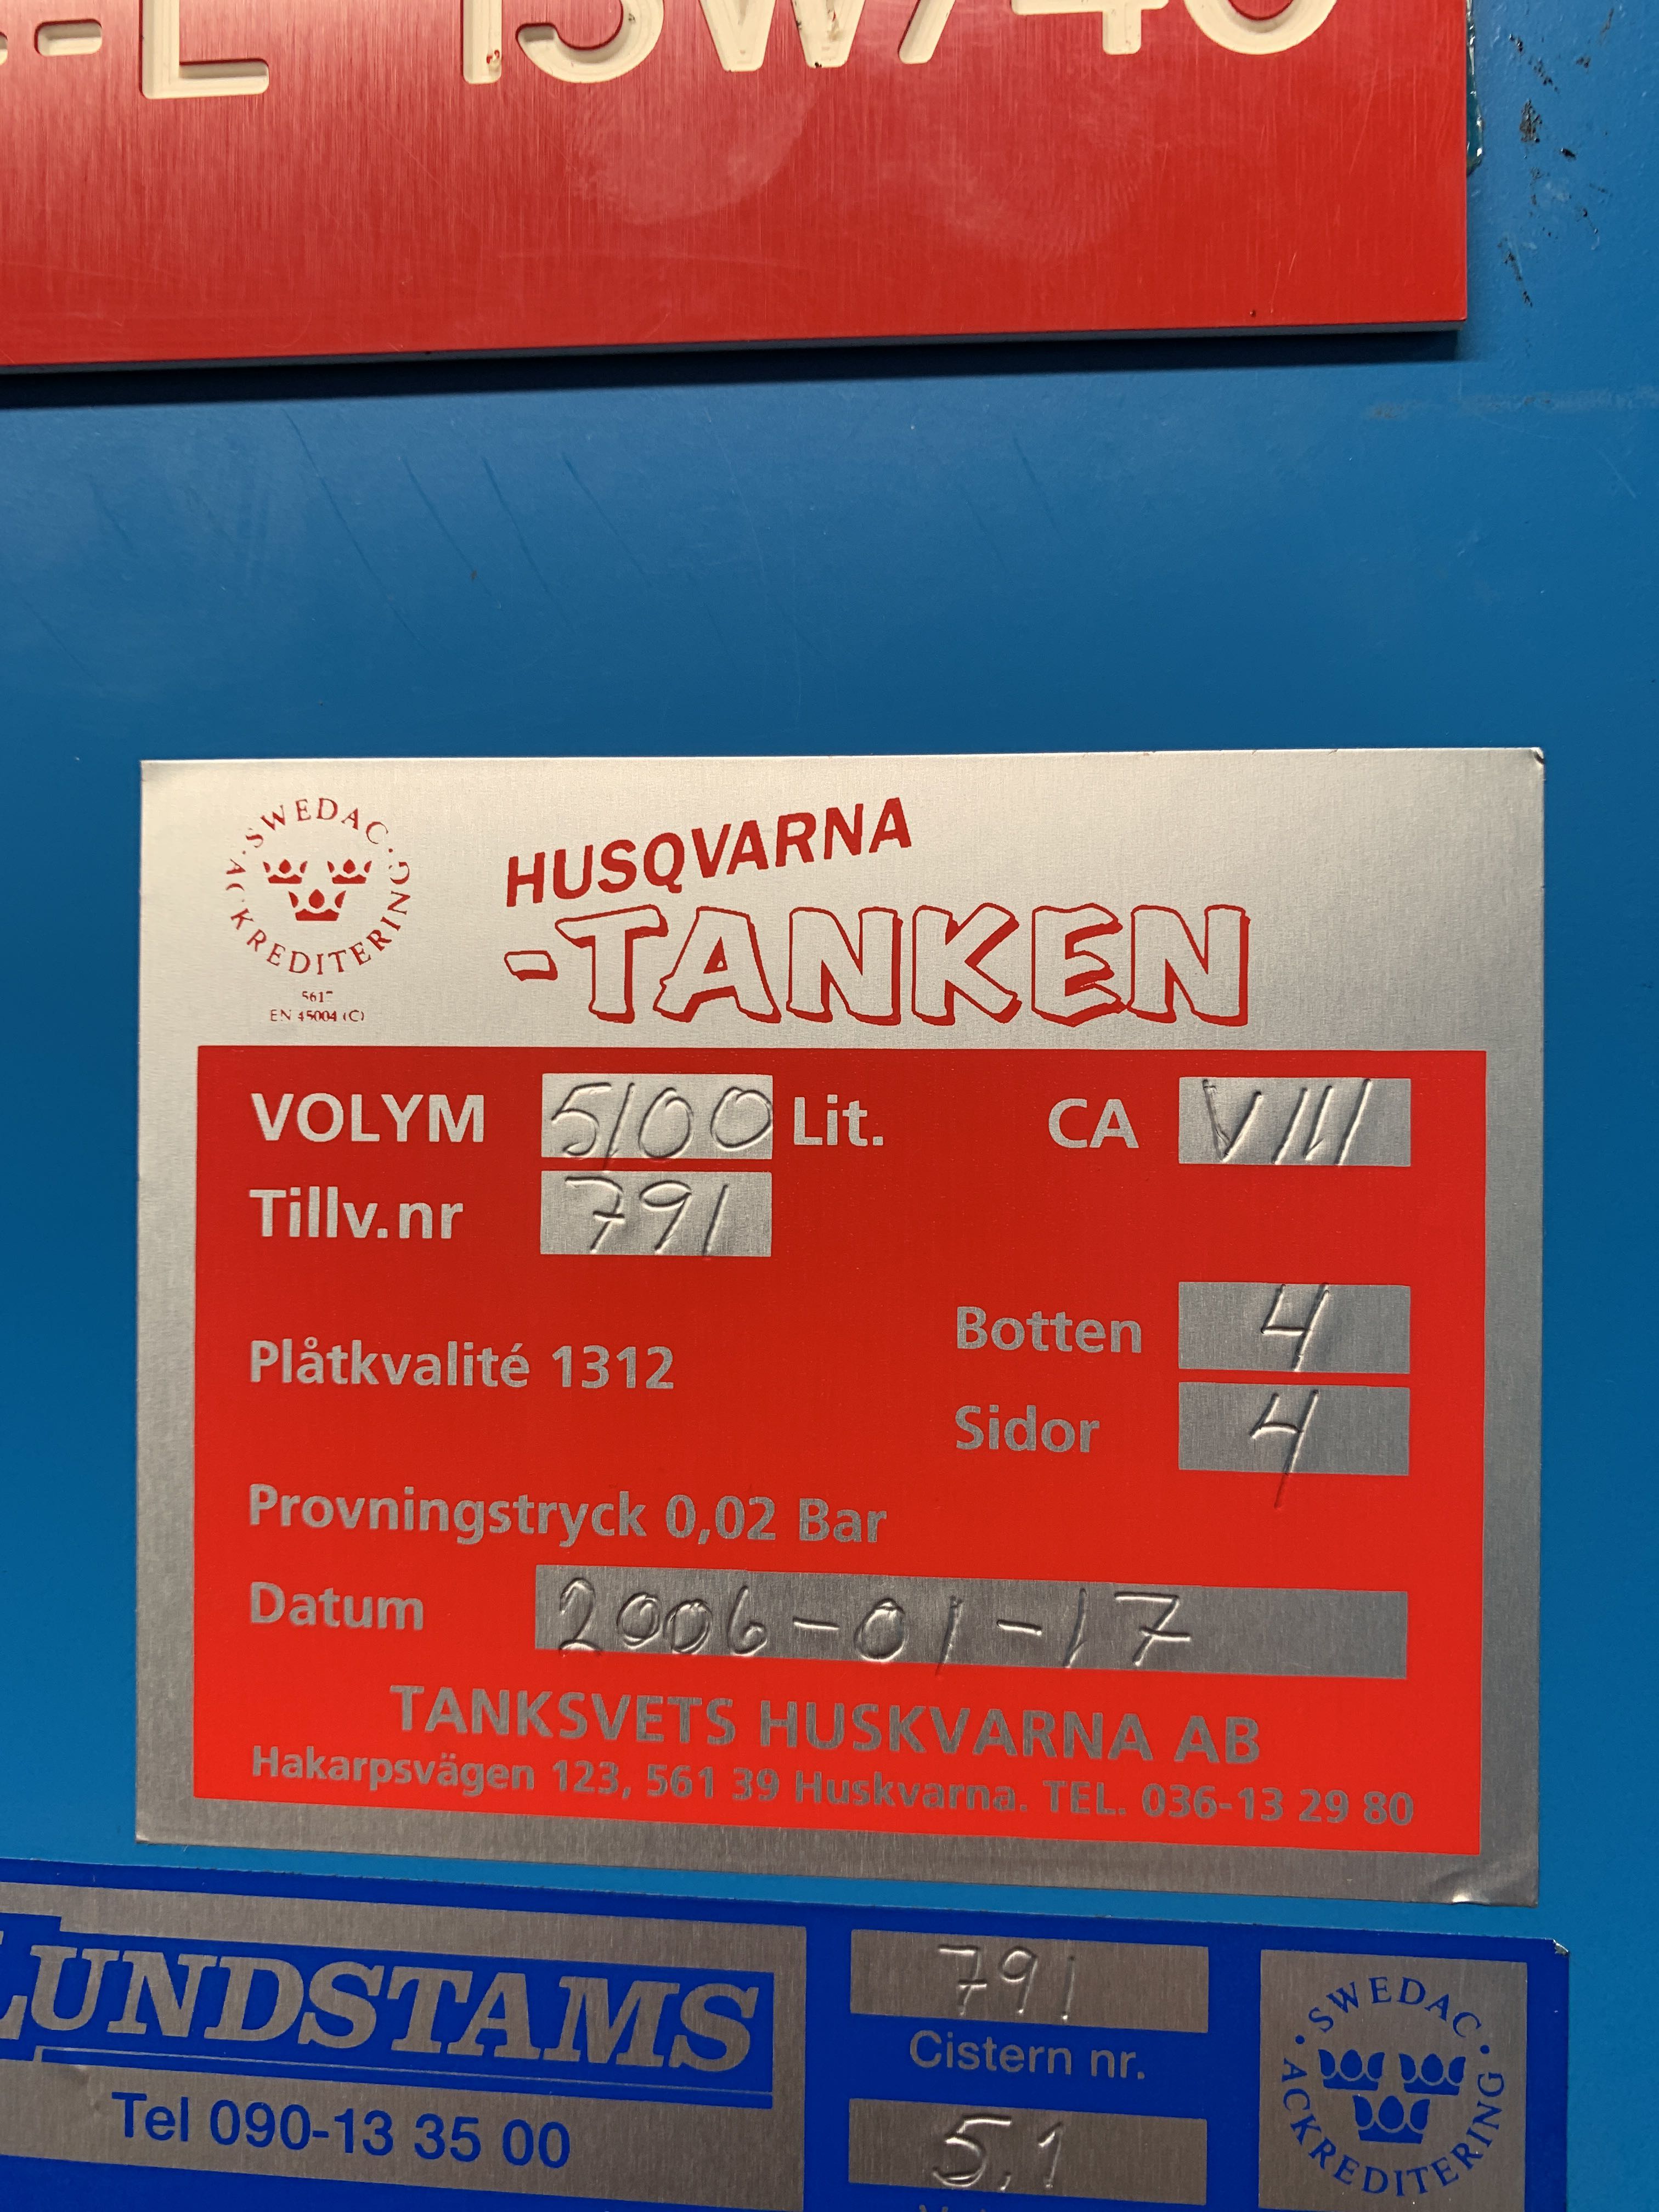 15W746
SWEDAC
ACKREDITERING
EN 45004 (C)
HUSQVARNA
-TANKEN
VOLYM 5100 Lit. CA VIII
Tillv.nr 791
Botten 4
Plåtkvalité 1312
Sidor 4
Provningstryck 0,02 Bar
Datum 2006-01-17
TANKSVETS HUSKVARNA AB
Hakarpsvägen 123, 561 39 Huskvarna. TEL. 036-13 29 80
LUNDSTAMS
Tel 090-13 35 00
791
Cistern nr.
5,1
SWEDAC
ACKREDITERING